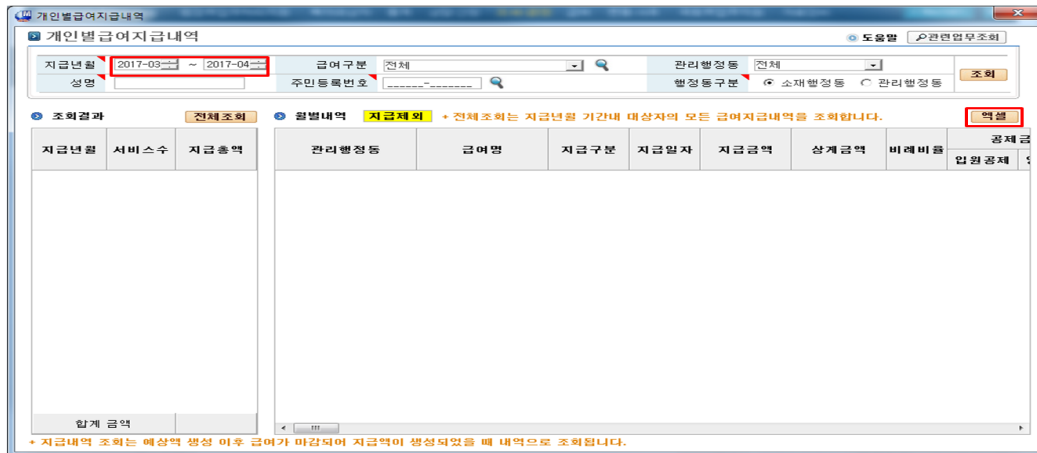 개인별급여지급내역
개인별급여지급내역 도움말 관련업무조회
지급년월 2017-03 ~ 2017-04 급여구분 전체 관리행정동 전체 조회
성명 주민등록번호 ______-_______ 행정동구분 소재행정동 관리행정동
조회결과 전체조회 월별내역 지급제외 + 전체조회는 지급년월 기간내 대상자의 모든 급여지급내역을 조회합니다. 엑셀
지급년월 서비스수 지급총액 관리행정동 급여명 지급구분 지급일자 지급금액 상계금액 비례비율 공제금
입원공제
합계 금액
+ 지급내역 조회는 예상액 생성 이후 급여가 마감되어 지급액이 생성되었을 때 내역으로 조회됩니다.